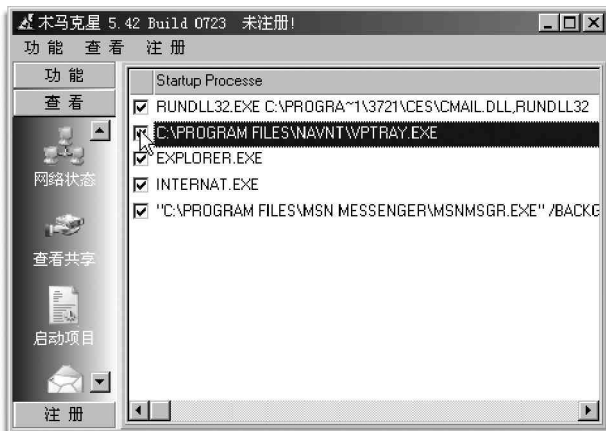 木马克星 5.42 Build 0723 未注册!
功能 查看 注册
功能
查看
网络状态
查看共享
启动项目
注册
Startup Processe
RUNDLL32.EXE C:\PROGRA~1\3721\CES\CMAIL.DLL,RUNDLL32
C:\PROGRAM FILES\NAVNT\VPTRAY.EXE
EXPLORER.EXE
INTERNAT.EXE
"C:\PROGRAM FILES\MSN MESSENGER\MSNMSGR.EXE" /BACKG